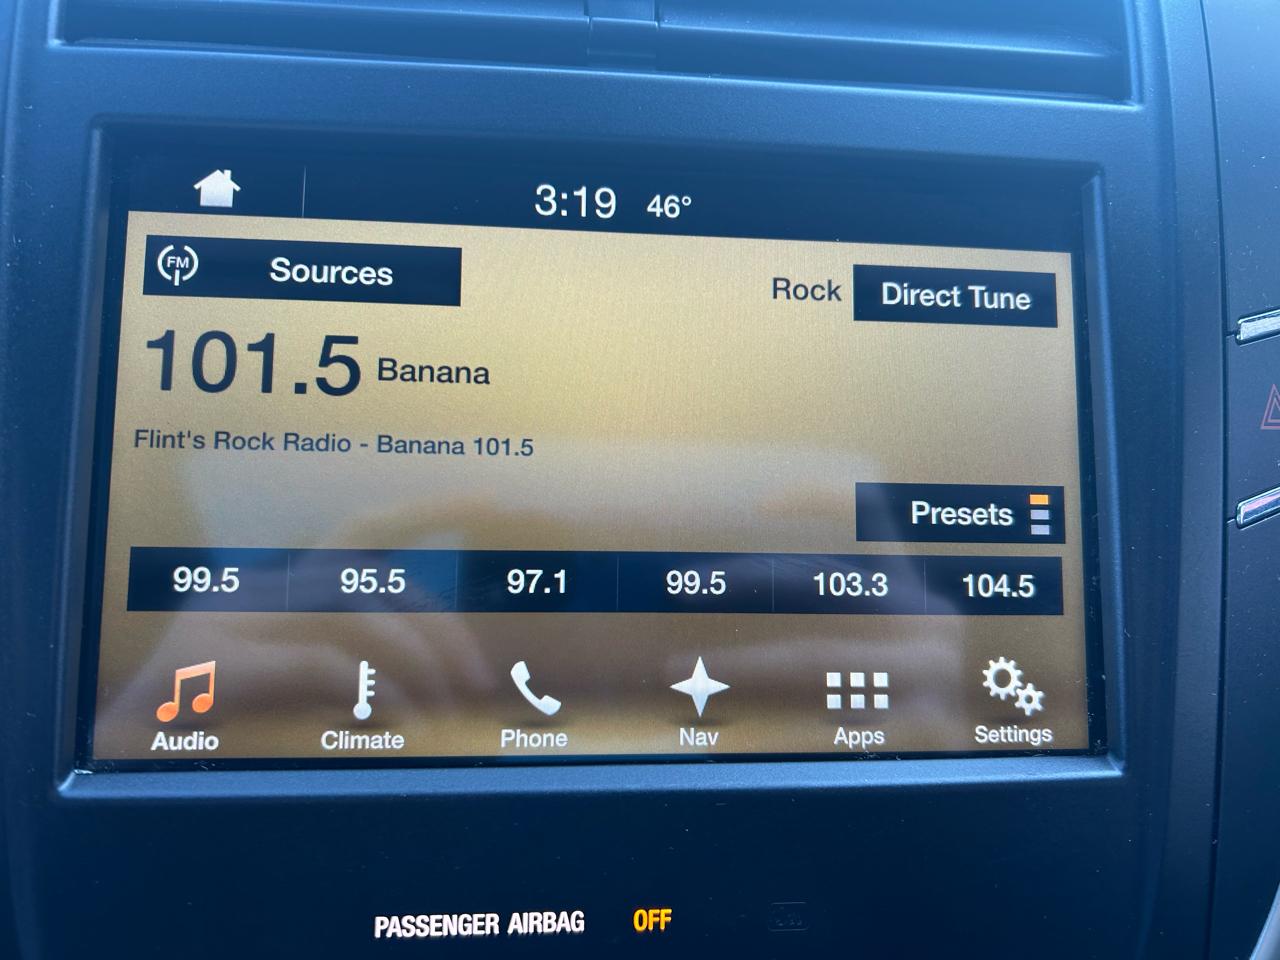 3:19 46°
FM Sources
Rock Direct Tune
101.5 Banana
Flint's Rock Radio - Banana 101.5
Presets
99.5 95.5 97.1 99.5 103.3 104.5
Audio Climate Phone Nav Apps Settings
PASSENGER AIRBAG OFF